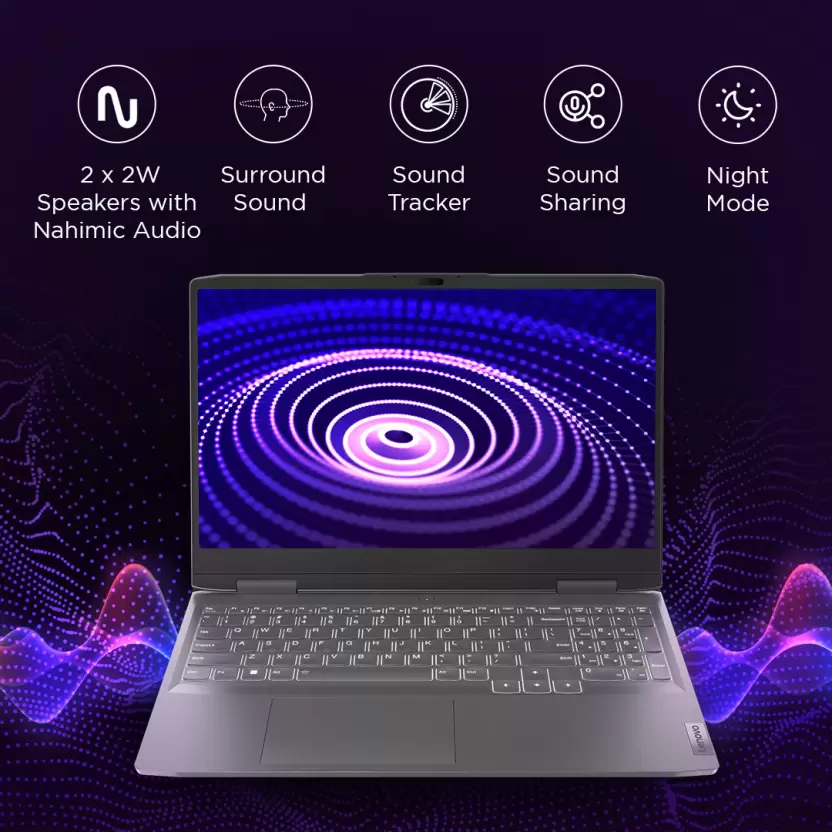 2 x 2W
Speakers with
Nahimic Audio
Surround
Sound
Sound
Tracker
Sound
Sharing
Night
Mode
Lenovo